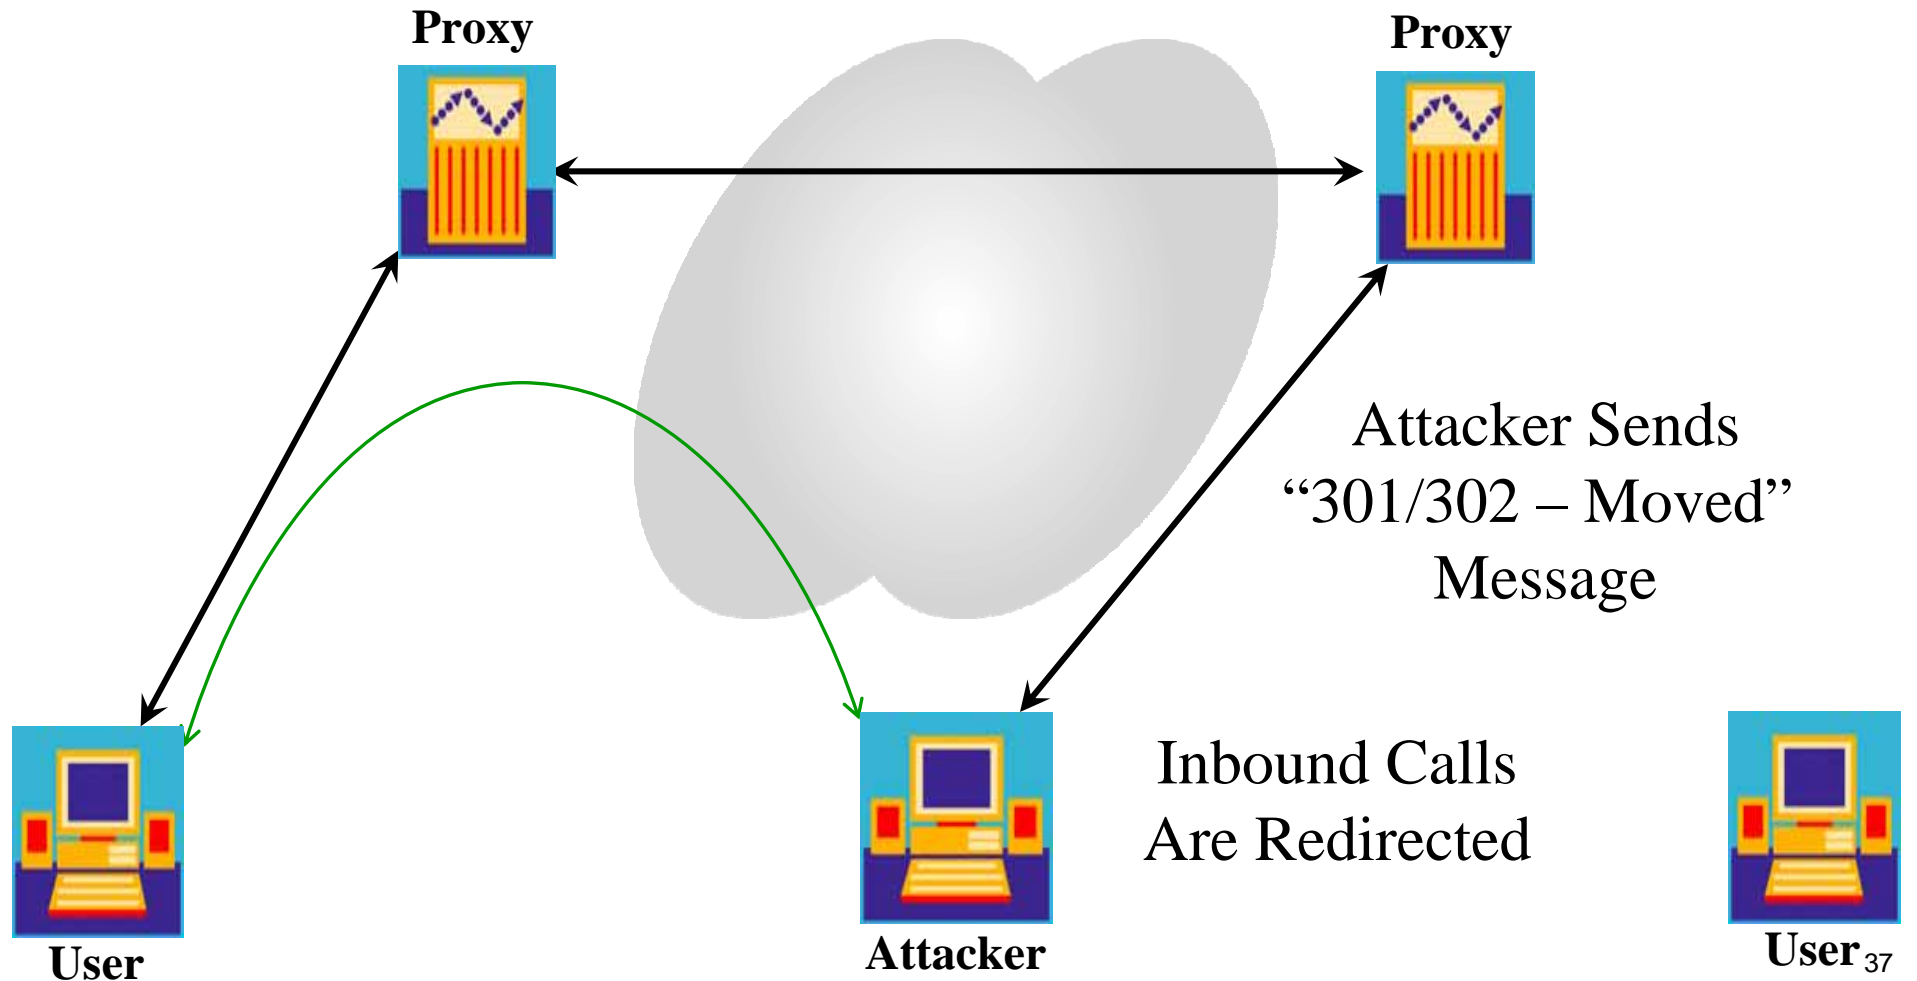 Proxy
Proxy
Attacker Sends
“301/302 – Moved”
Message
Inbound Calls
Are Redirected
User
Attacker
User
37